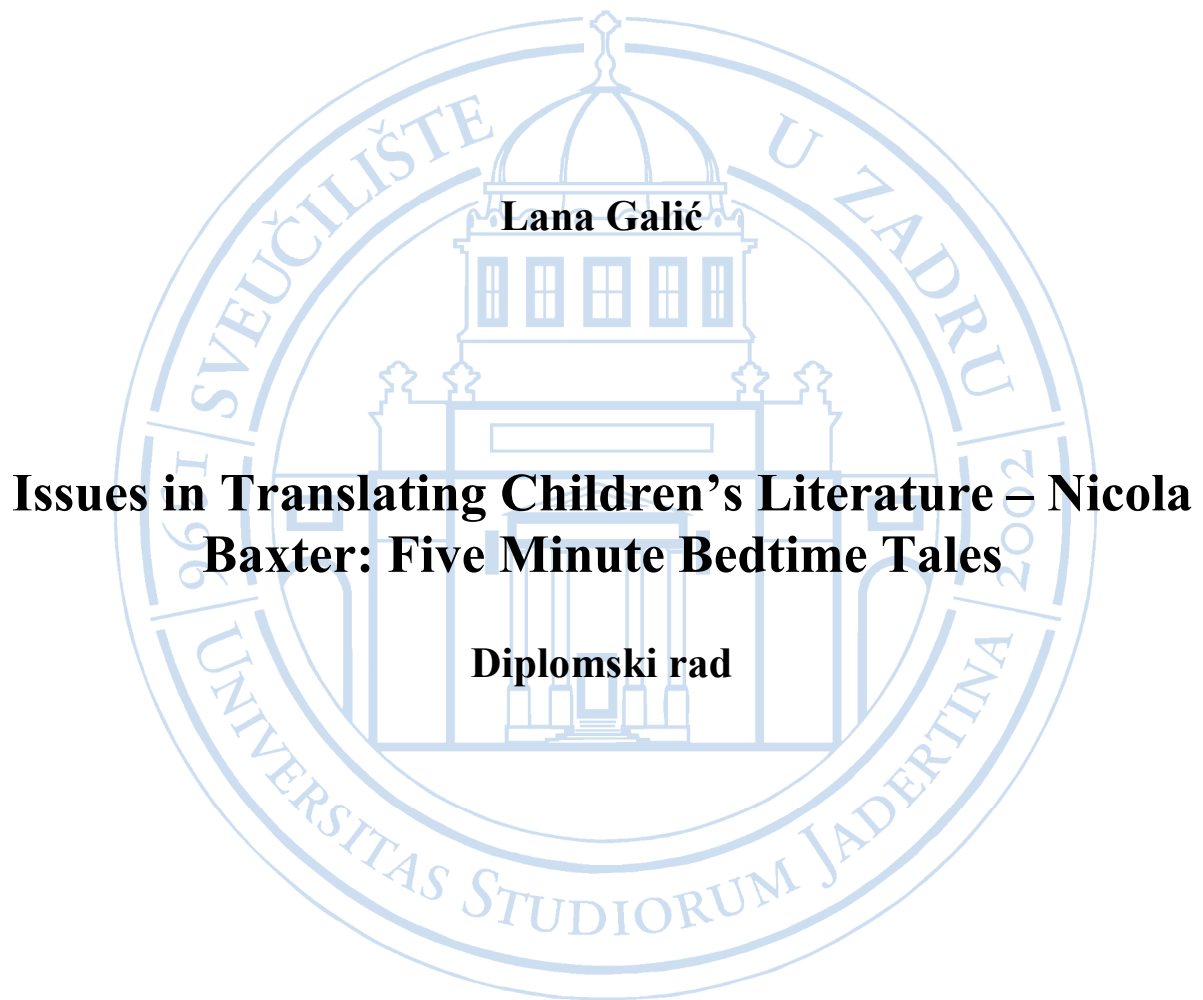 SVEUČILIŠTE U ZADRU
Lana Galić
Issues in Translating Children’s Literature – Nicola
Baxter: Five Minute Bedtime Tales
Diplomski rad
1396
2002
UNIVERSITAS STUDIORUM JADERTINA